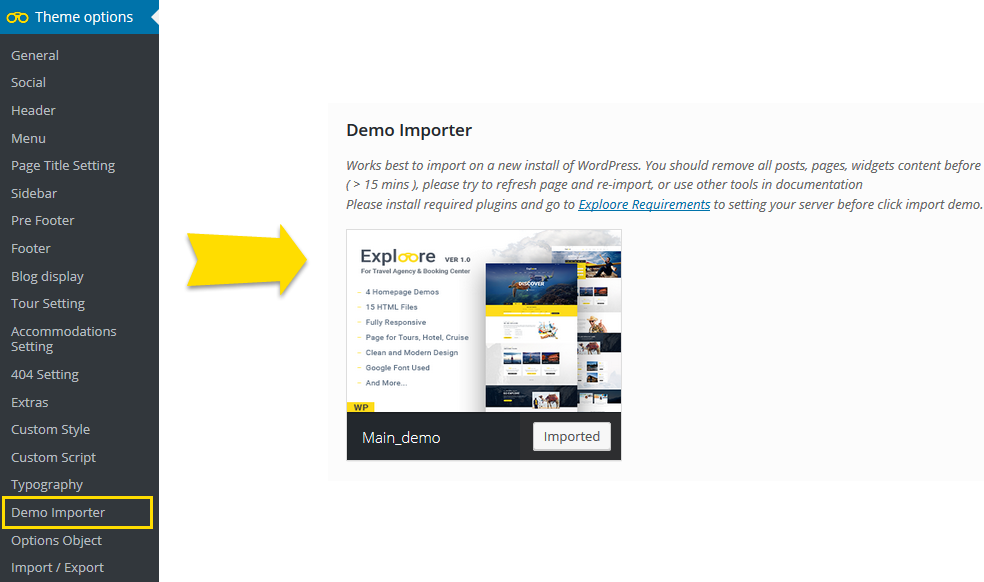 Theme options
General
Social
Header
Menu
Page Title Setting
Sidebar
Pre Footer
Footer
Blog display
Tour Setting
Accommodations
Setting
404 Setting
Extras
Custom Style
Custom Script
Typography
Demo Importer
Options Object
Import / Export
Demo Importer
Works best to import on a new install of WordPress. You should remove all posts, pages, widgets content before
( > 15 mins ), please try to refresh page and re-import, or use other tools in documentation
Please install required plugins and go to Exploore Requirements to setting your server before click import demo.
Exploore VER 1.0
For Travel Agency & Booking Center
4 Homepage Demos
15 HTML Files
Fully Responsive
Page for Tours, Hotel, Cruise
Clean and Modern Design
Google Font Used
And More...
DISCOVER
WP
Main_demo
Imported